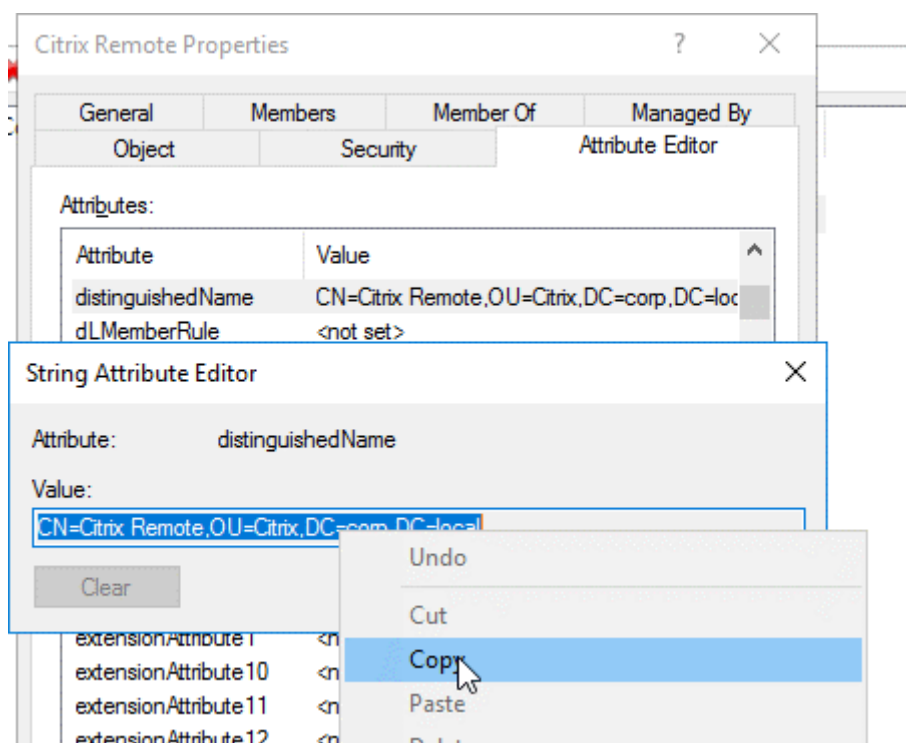 Citrix Remote Properties ?
General Members Member Of Managed By
Object Security Attribute Editor
Attributes:
Attribute Value
distinguishedName CN=Citrix Remote,OU=Citrix,DC=corp,DC=loc
dLMemberRule <not set>
String Attribute Editor
Attribute: distinguishedName
Value:
CN=Citrix Remote,OU=Citrix,DC=corp,DC=local
Undo
Clear
Cut
extensionAttribute1 <n
Copy
extensionAttribute10 <n
extensionAttribute11 <n
Paste
extensionAttribute12 <n